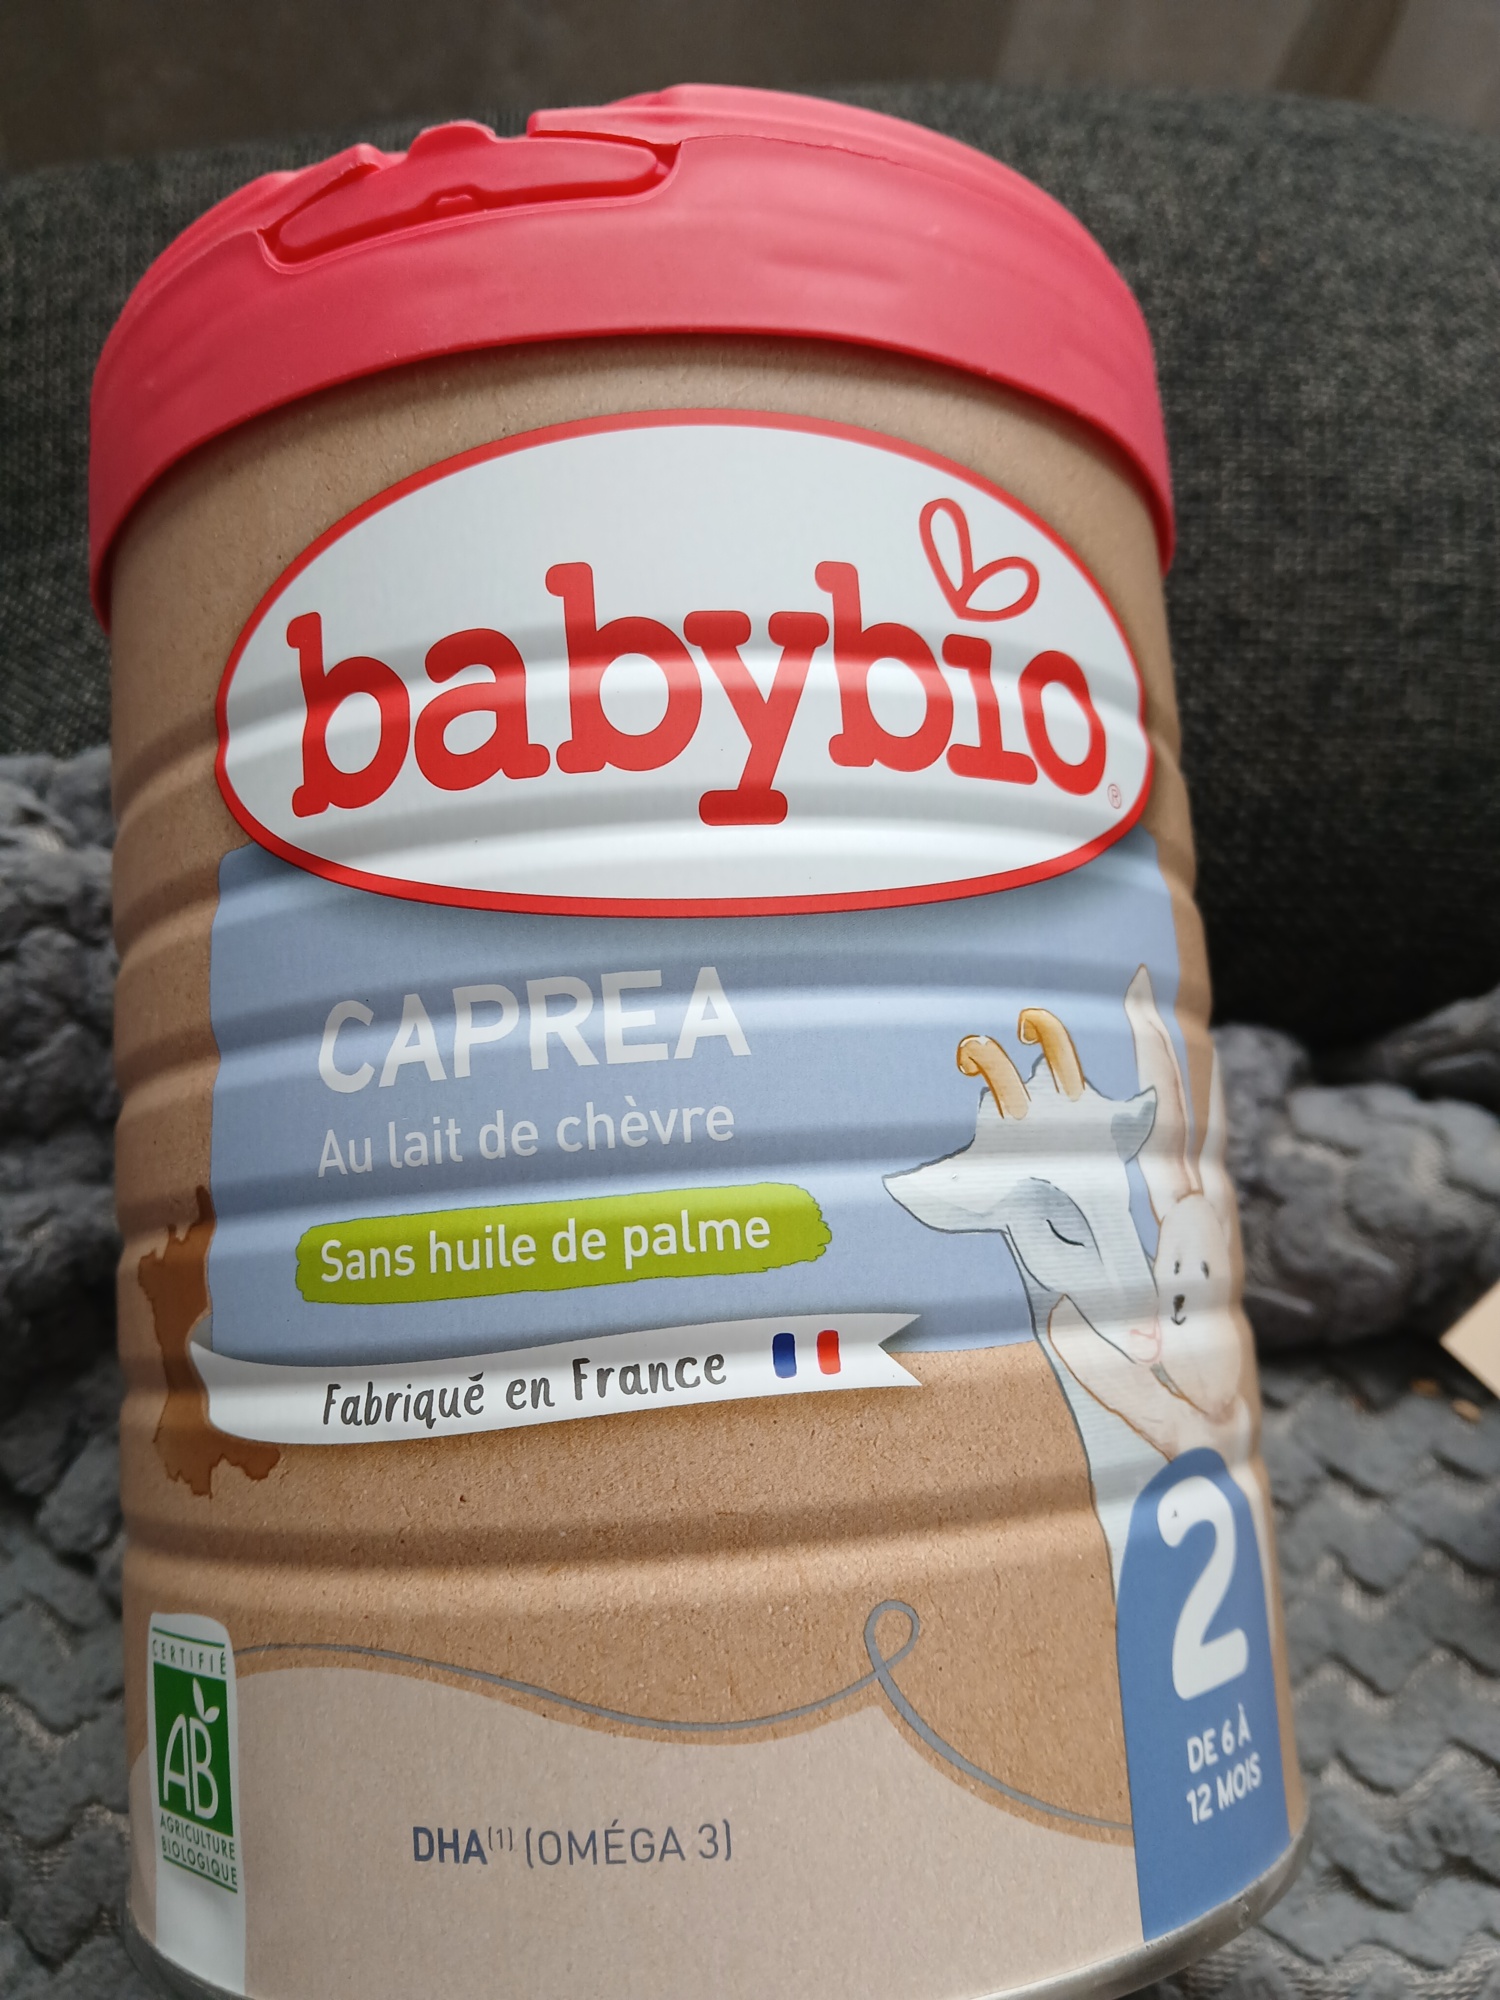 babybio
®
CAPREA
Au lait de chèvre
Sans huile de palme
Fabriqué en France
2
DE 6 À
12 MOIS
CERTIFIÉ
AB
AGRICULTURE
BIOLOGIQUE
DHA(1) (OMÉGA 3)